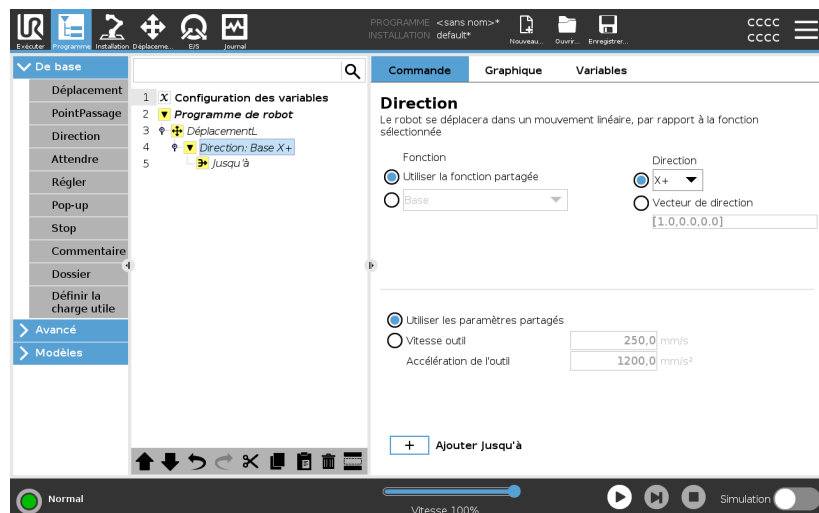 PROGRAMME <sans nom>*
INSTALLATION default*
cccc
cccc
Exécuter Programme Installation Déplaceme... E/S Journal Nouveau... Ouvrir... Enregistrer...
De base
Déplacement
PointPassage
Direction
Attendre
Régler
Pop-up
Stop
Commentaire
Dossier
Définir la
charge utile
Avancé
Modèles
1 X Configuration des variables
2 Programme de robot
3 DéplacementL
4 Direction: Base X+
5 Jusqu'à
Commande Graphique Variables
Direction
Le robot se déplacera dans un mouvement linéaire, par rapport à la fonction
sélectionnée
Fonction
Utiliser la fonction partagée
Base
Direction
X+
Vecteur de direction
[1.0,0.0,0.0]
Utiliser les paramètres partagés
Vitesse outil 250,0 mm/s
Accélération de l'outil 1200,0 mm/s²
+ Ajouter Jusqu'à
Normal
Vitesse 100%
Simulation